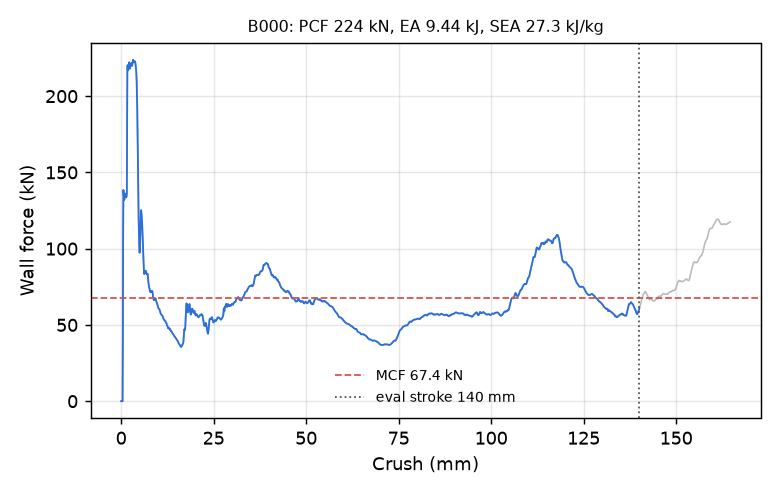 B000: PCF 224 kN, EA 9.44 kJ, SEA 27.3 kJ/kg
Wall force (kN)
200
150
100
50
0
MCF 67.4 kN
eval stroke 140 mm
0 25 50 75 100 125 150
Crush (mm)